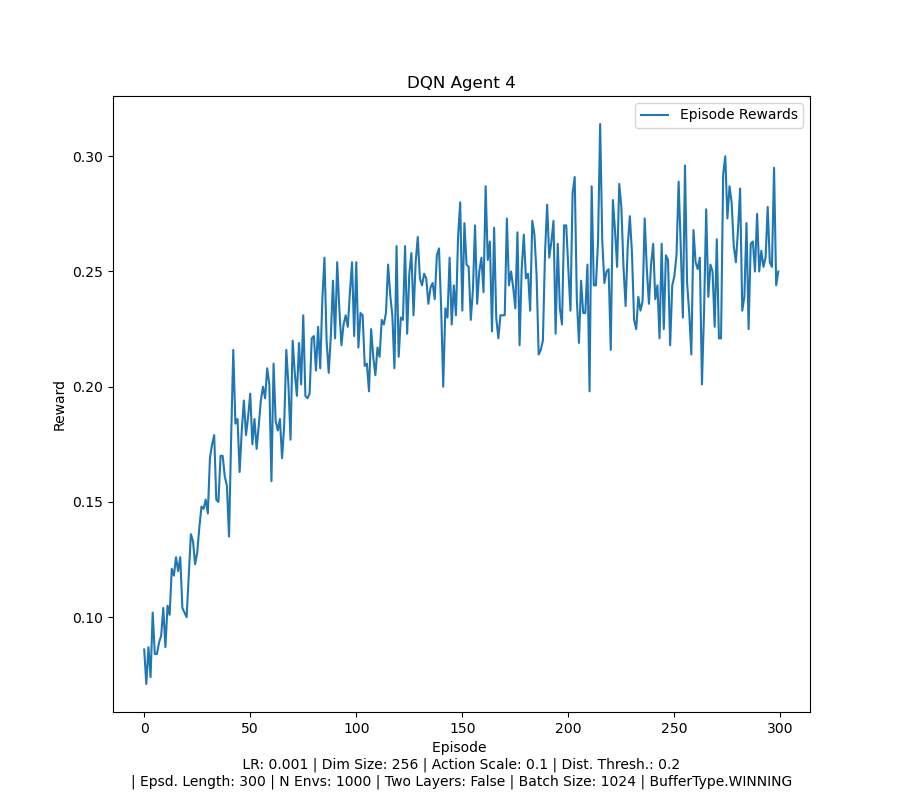 DQN Agent 4
Episode Rewards
0.30
0.25
0.20
0.15
0.10
Reward
0 50 100 150 200 250 300
Episode
LR: 0.001 | Dim Size: 256 | Action Scale: 0.1 | Dist. Thresh.: 0.2
| Epsd. Length: 300 | N Envs: 1000 | Two Layers: False | Batch Size: 1024 | BufferType.WINNING